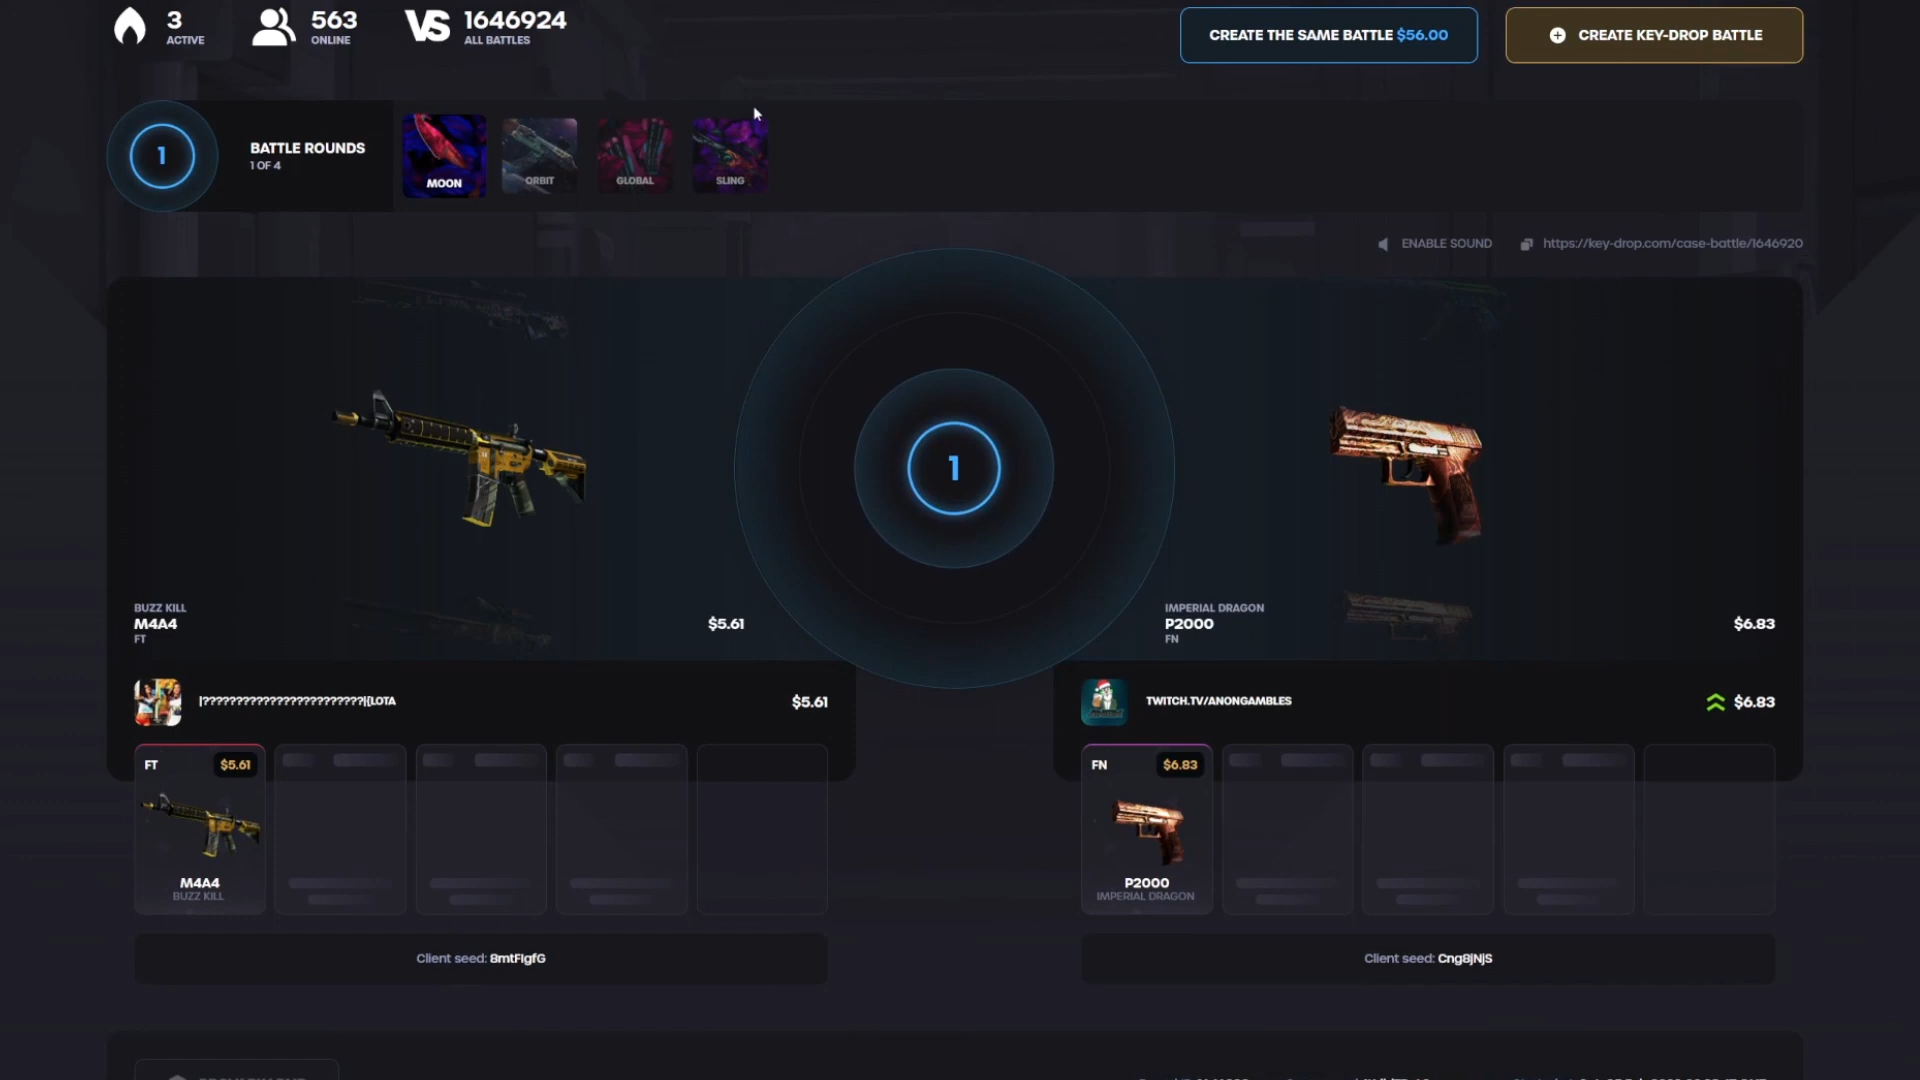 3
ACTIVE
563
ONLINE
VS
1646924
ALL BATTLES
CREATE THE SAME BATTLE $56.00
CREATE KEY-DROP BATTLE
1
BATTLE ROUNDS
1 OF 4
MOON
ORBIT
GLOBAL
SLING
ENABLE SOUND
https://key-drop.com/case-battle/1646920
1
BUZZ KILL
M4A4
FT
$5.61
IMPERIAL DRAGON
P2000
FN
$6.83
|????????????????????????|{LOTA
$5.61
TWITCH.TV/ANONGAMBLES
$6.83
FT
$5.61
M4A4
BUZZ KILL
FN
$6.83
P2000
IMPERIAL DRAGON
Client seed: 8mtFIgfG
Client seed: Cng8jNjS